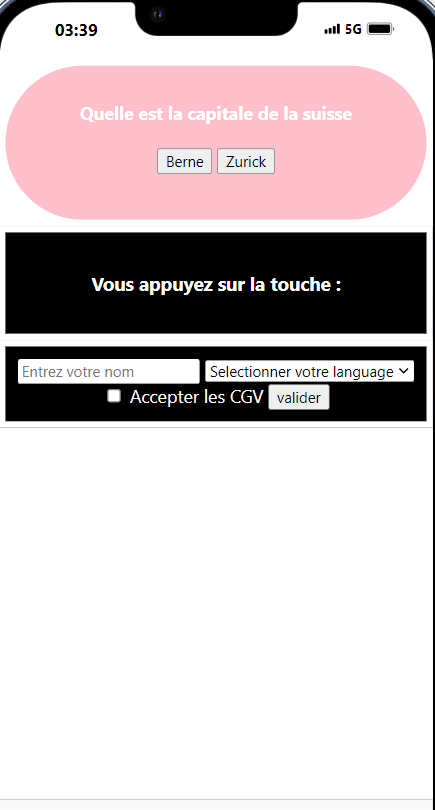 03:39 5G
Quelle est la capitale de la suisse
Berne Zurick
Vous appuyez sur la touche :
Entrez votre nom Selectionner votre language
Accepter les CGV valider